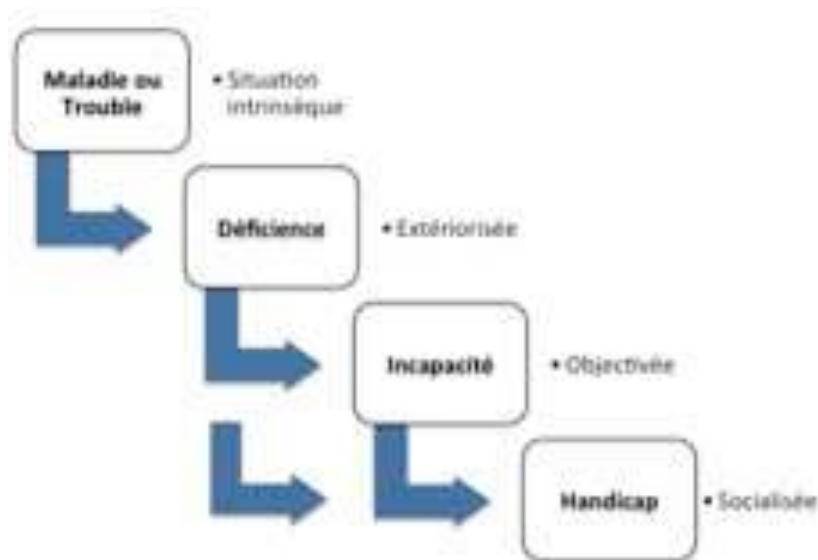 Maladie ou
Trouble
• Situation
intrinsèque
Déficience
• Extériorisée
Incapacité
• Objectivée
Handicap
• Socialisée